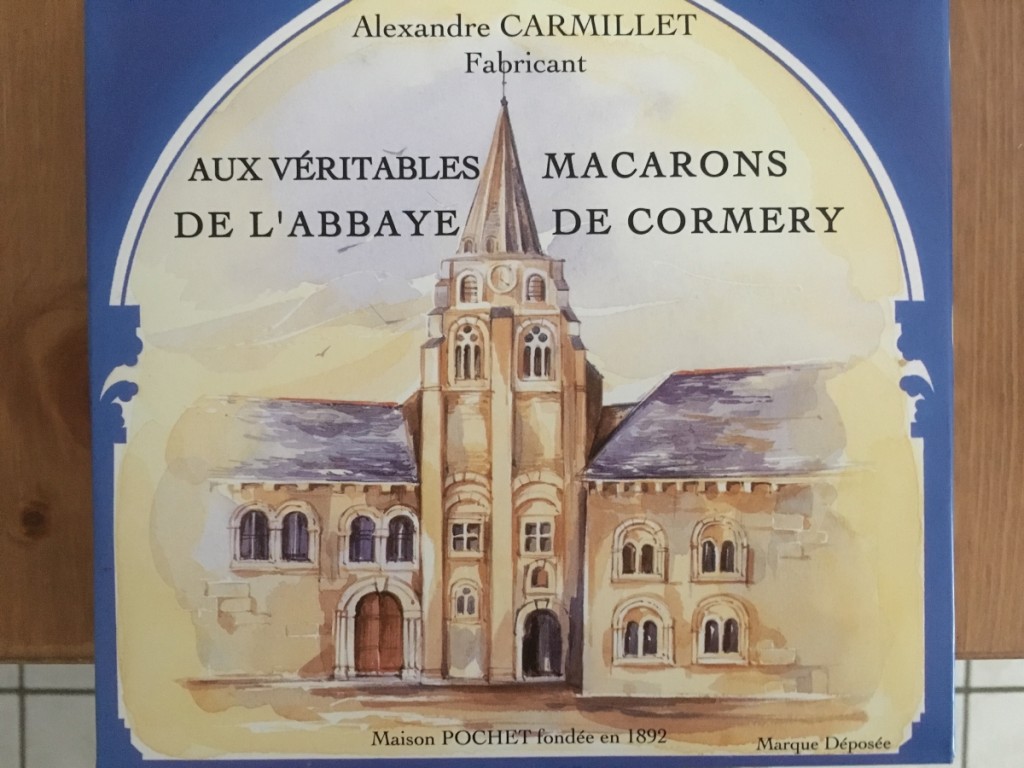 Alexandre CARMILLET
Fabricant
AUX VÉRITABLES MACARONS
DE L'ABBAYE DE CORMERY
Maison POCHET fondée en 1892
Marque Déposée